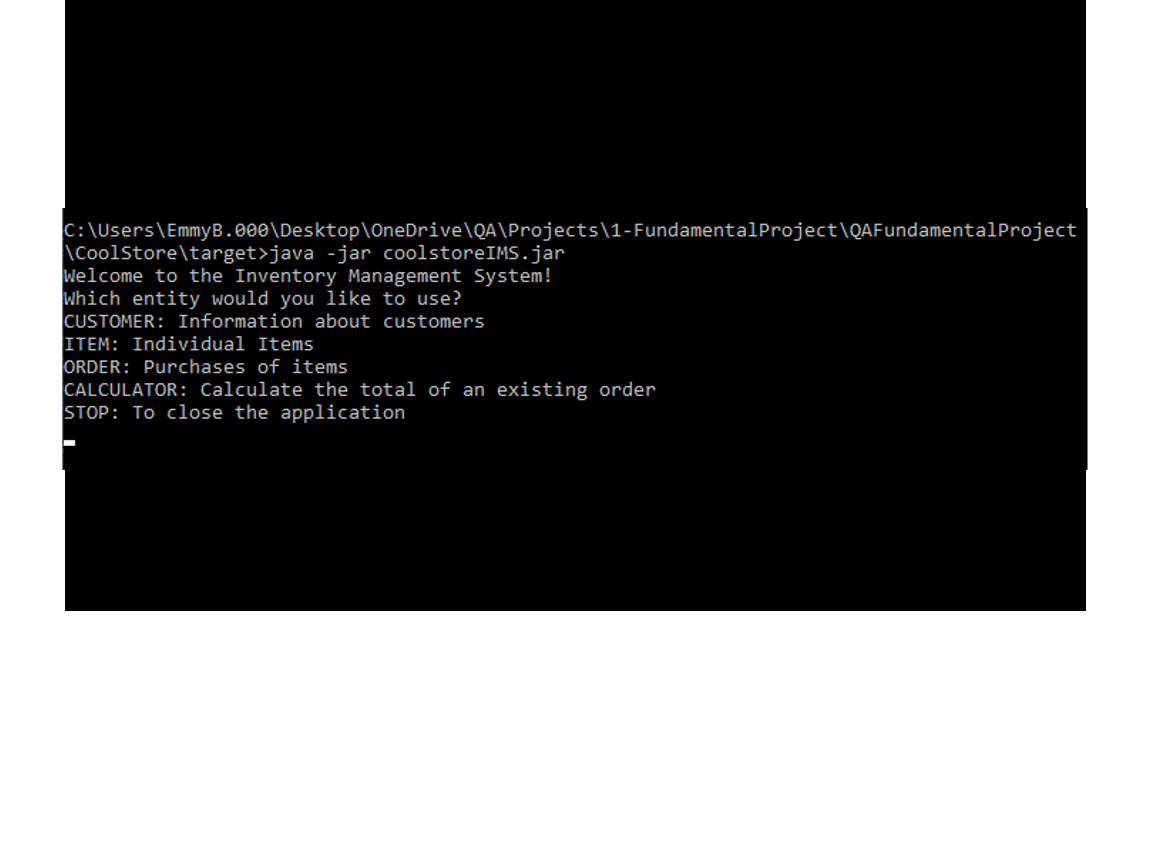 C:\Users\EmmyB.000\Desktop\OneDrive\QA\Projects\1-FundamentalProject\QAFundamentalProject
\CoolStore\target>java -jar coolstoreIMS.jar
Welcome to the Inventory Management System!
Which entity would you like to use?
CUSTOMER: Information about customers
ITEM: Individual Items
ORDER: Purchases of items
CALCULATOR: Calculate the total of an existing order
STOP: To close the application